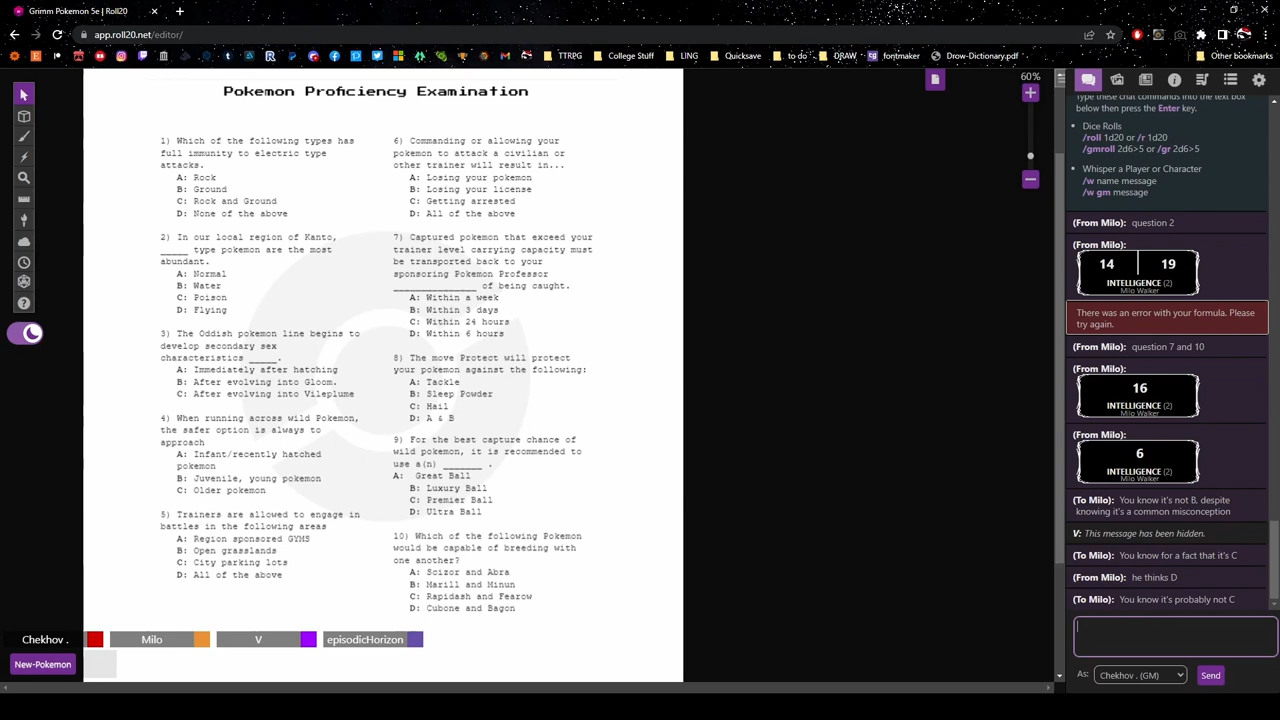 Grimm Pokemon 5e | Roll20
app.roll20.net/editor/
TTRPG
College Stuff
LING
Quicksave
to do
DRAW
fontmaker
Drow-Dictionary.pdf
Other bookmarks
60%
Pokemon Proficiency Examination
1) Which of the following types has
full immunity to electric type
attacks.
A: Rock
B: Ground
C: Rock and Ground
D: None of the above
2) In our local region of Kanto,
_____ type pokemon are the most
abundant.
A: Normal
B: Water
C: Poison
D: Flying
3) The Oddish pokemon line begins to
develop secondary sex
characteristics _____.
A: Immediately after hatching
B: After evolving into Gloom.
C: After evolving into Vileplume
4) When running across wild Pokemon,
the safer option is always to
approach
A: Infant/recently hatched
pokemon
B: Juvenile, young pokemon
C: Older pokemon
5) Trainers are allowed to engage in
battles in the following areas
A: Region sponsored GYMS
B: Open grasslands
C: City parking lots
D: All of the above
6) Commanding or allowing your
pokemon to attack a civilian or
other trainer will result in...
A: Losing your pokemon
B: Losing your license
C: Getting arrested
D: All of the above
7) Captured pokemon that exceed your
trainer level carrying capacity must
be transported back to your
sponsoring Pokemon Professor
_______________ of being caught.
A: Within a week
B: Within 3 days
C: Within 24 hours
D: Within 6 hours
8) The move Protect will protect
your pokemon against the following:
A: Tackle
B: Sleep Powder
C: Hail
D: A & B
9) For the best capture chance of
wild pokemon, it is recommended to
use a(n) _______ .
A: Great Ball
B: Luxury Ball
C: Premier Ball
D: Ultra Ball
10) Which of the following Pokemon
would be capable of breeding with
one another?
A: Scizor and Abra
B: Marill and Minun
C: Rapidash and Fearow
D: Cubone and Bagon
Chekhov .
Milo
V
episodicHorizon
New-Pokemon
Type these chat commands into the text box
below then press the Enter key.
Dice Rolls
/roll 1d20 or /r 1d20
/gmroll 2d6>5 or /gr 2d6>5
Whisper a Player or Character
/w name message
/w gm message
(From Milo): question 2
(From Milo):
14 19
INTELLIGENCE (2)
Milo Walker
There was an error with your formula. Please
try again.
(From Milo): question 7 and 10
(From Milo):
16
INTELLIGENCE (2)
Milo Walker
(From Milo):
6
INTELLIGENCE (2)
Milo Walker
(To Milo): You know it's not B, despite
knowing it's a common misconception
V: This message has been hidden.
(To Milo): You know for a fact that it's C
(From Milo): he thinks D
(To Milo): You know it's probably not C
As:
Chekhov . (GM)
Send